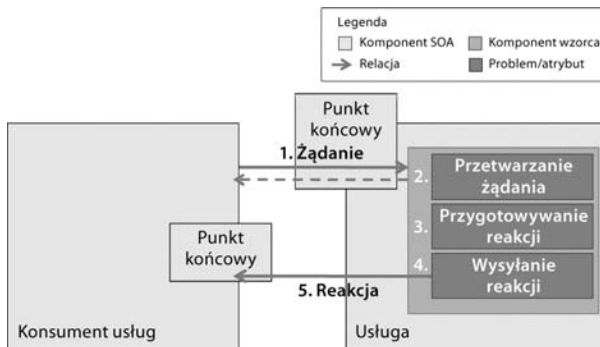 Legenda
Komponent SOA
Komponent wzorca
Relacja
Problem/atrybut
Punkt
końcowy
1. Żądanie
2.
Przetwarzanie
żądania
3.
Przygotowywanie
reakcji
Punkt
końcowy
4.
Wysyłanie
reakcji
5. Reakcja
Konsument usług
Usługa